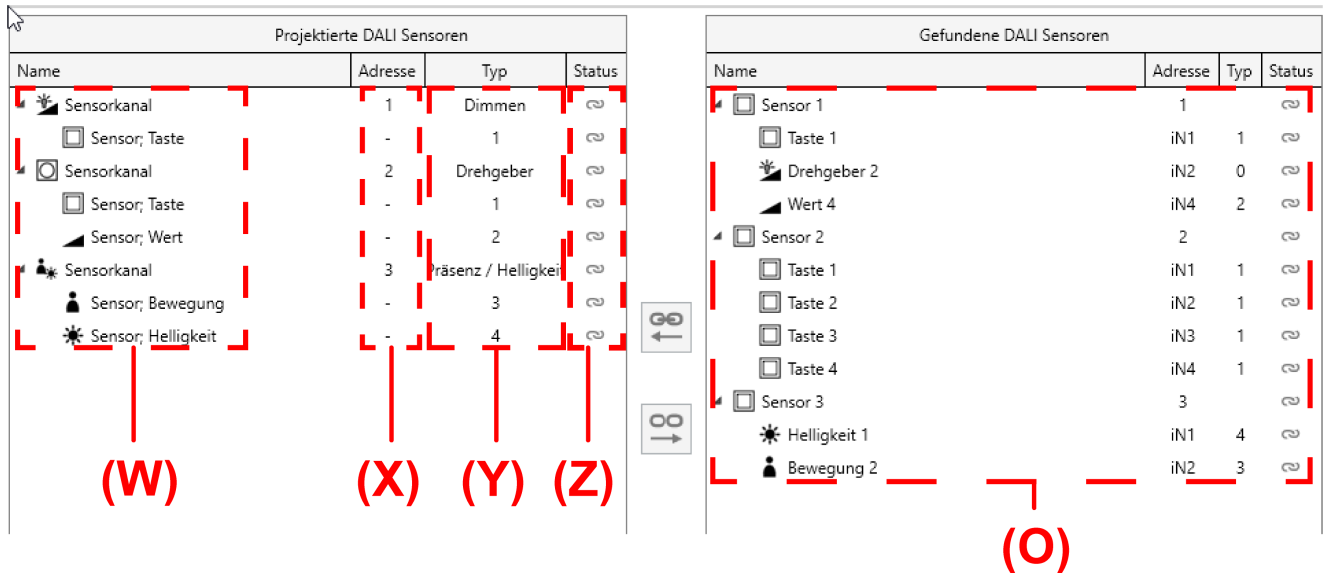 Projektierte DALI Sensoren
Name Adresse Typ Status
Sensorkanal 1 Dimmen
Sensor; Taste - 1
Sensorkanal 2 Drehgeber
Sensor; Taste - 1
Sensor; Wert - 2
Sensorkanal 3 Präsenz / Helligkeit
Sensor; Bewegung - 3
Sensor; Helligkeit - 4
(W) (X) (Y) (Z)
Gefundene DALI Sensoren
Name Adresse Typ Status
Sensor 1 1
Taste 1 iN1 1
Drehgeber 2 iN2 0
Wert 4 iN4 2
Sensor 2 2
Taste 1 iN1 1
Taste 2 iN2 1
Taste 3 iN3 1
Taste 4 iN4 1
Sensor 3 3
Helligkeit 1 iN1 4
Bewegung 2 iN2 3
(O)